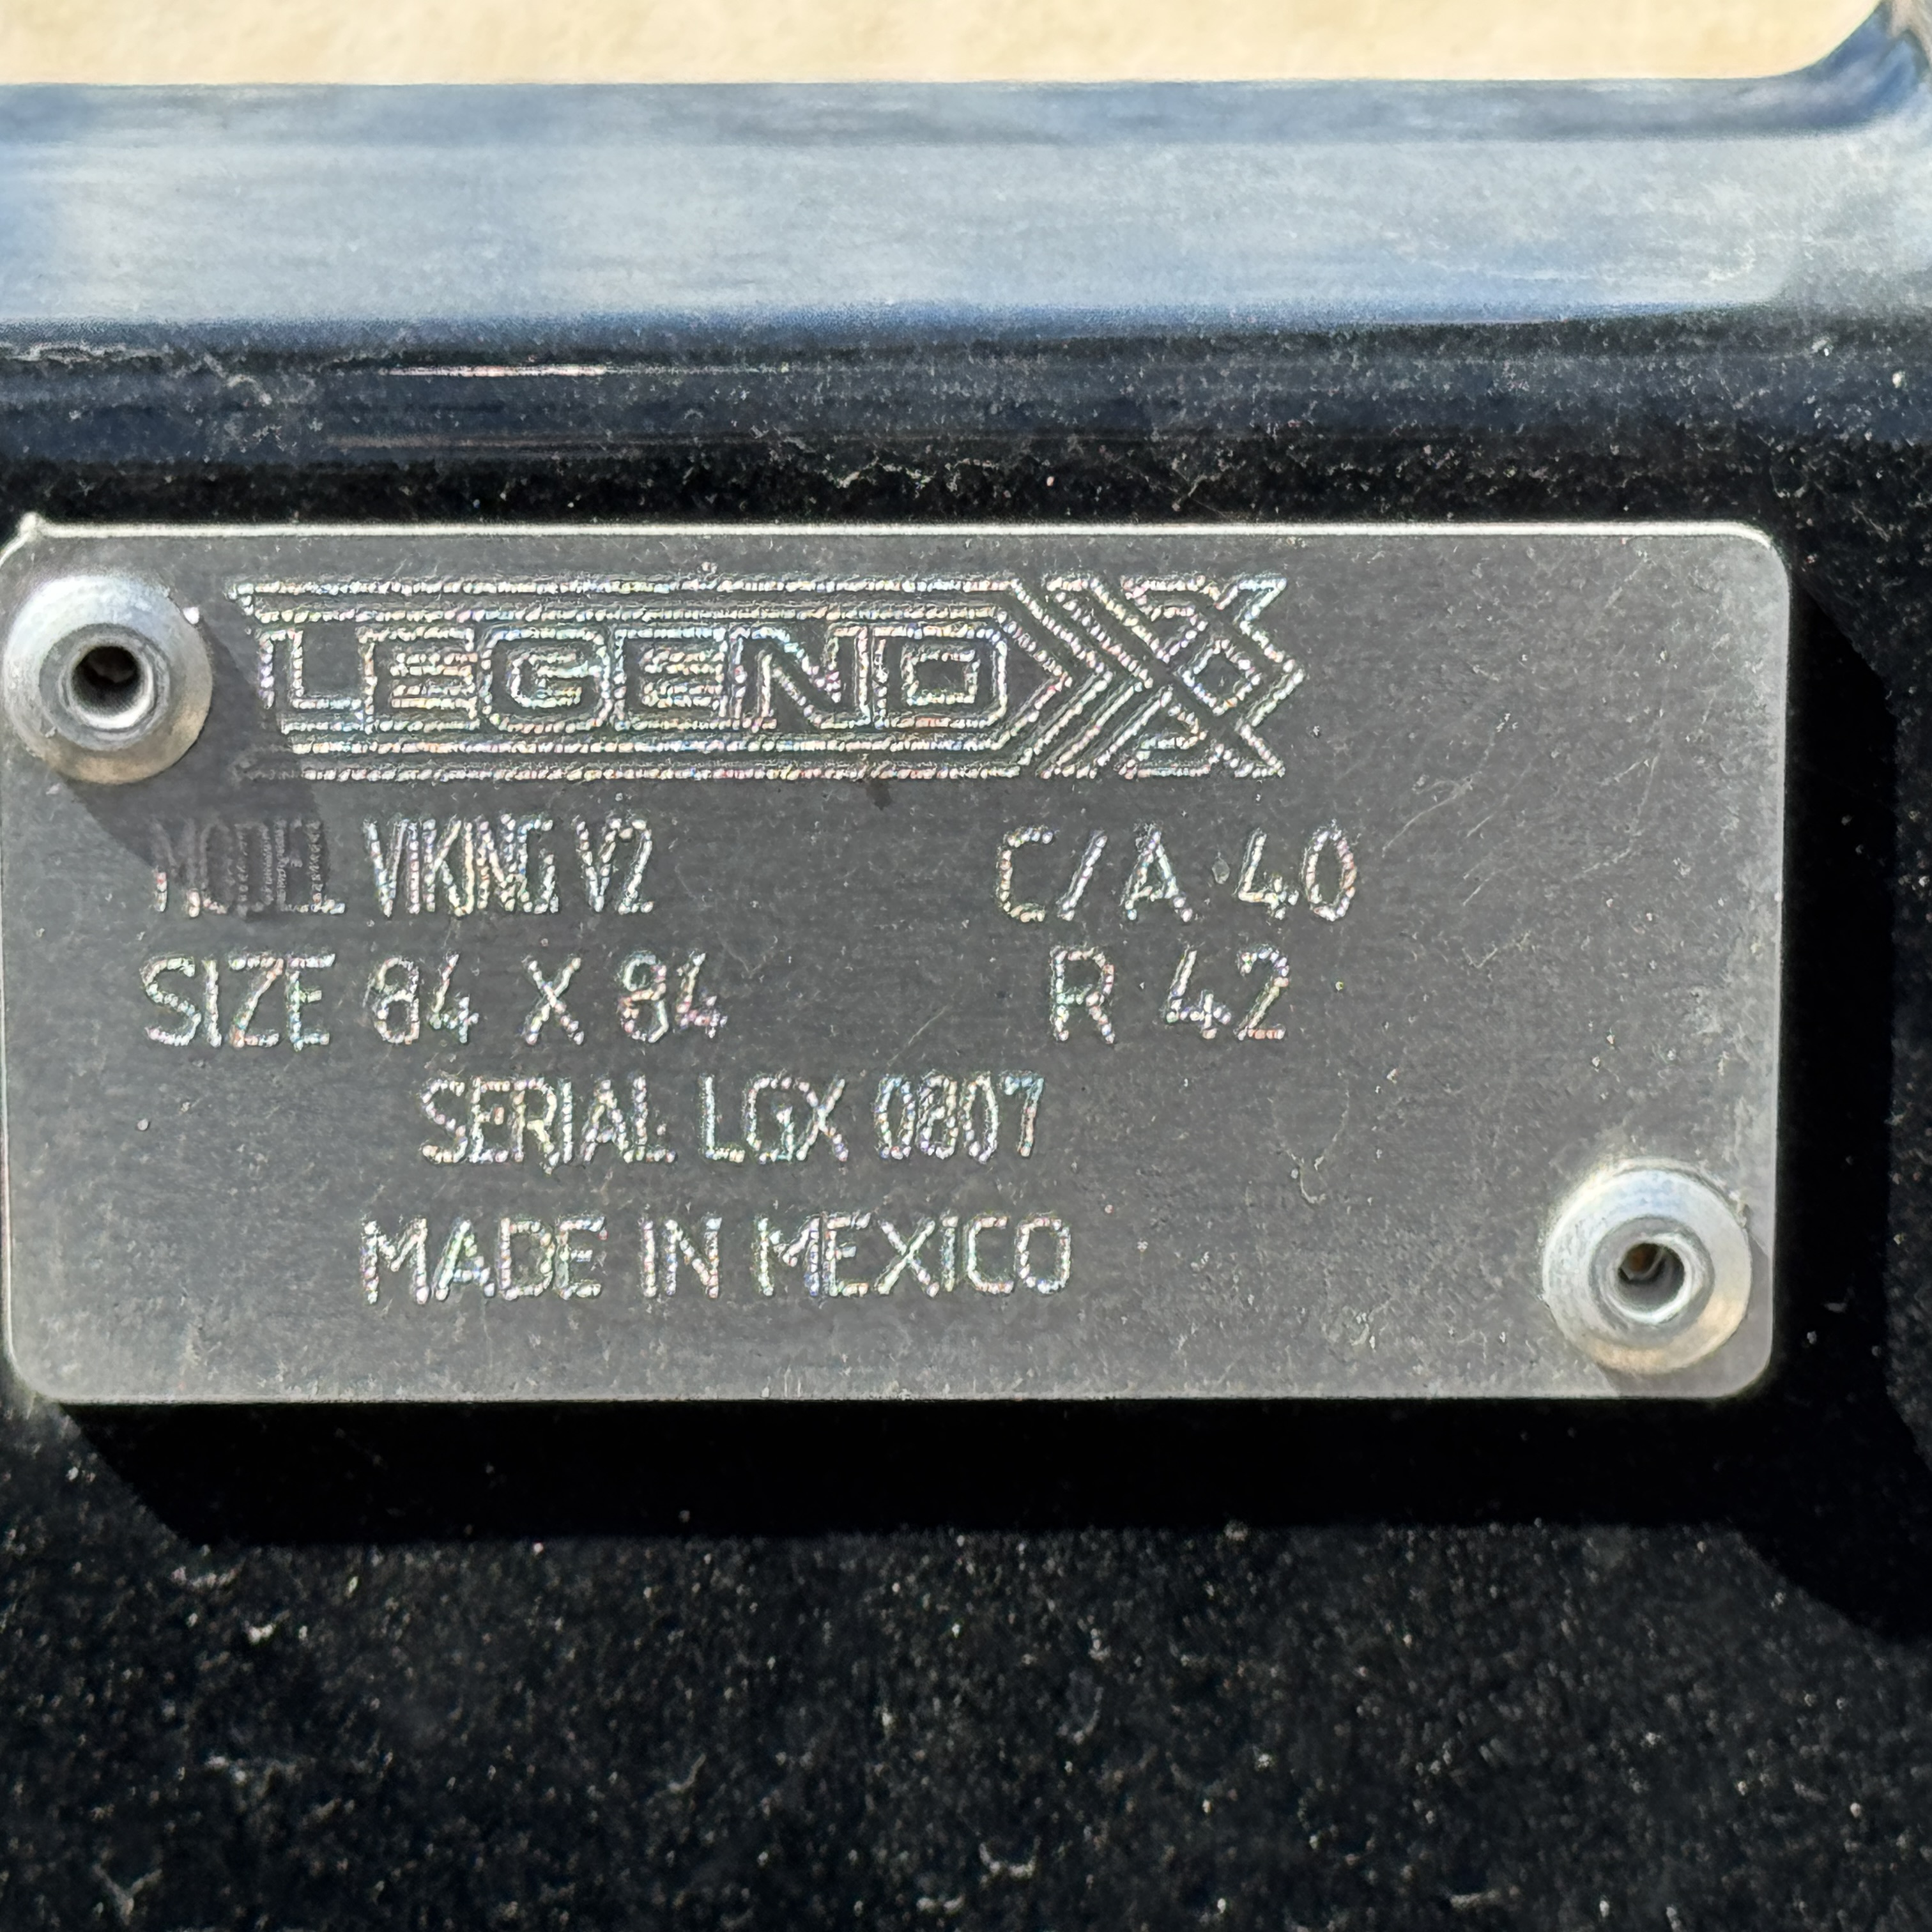 LEGEND X
MODEL VIKING V2 C/A 40
SIZE 84 X 84 R 42
SERIAL LGX 0807
MADE IN MEXICO